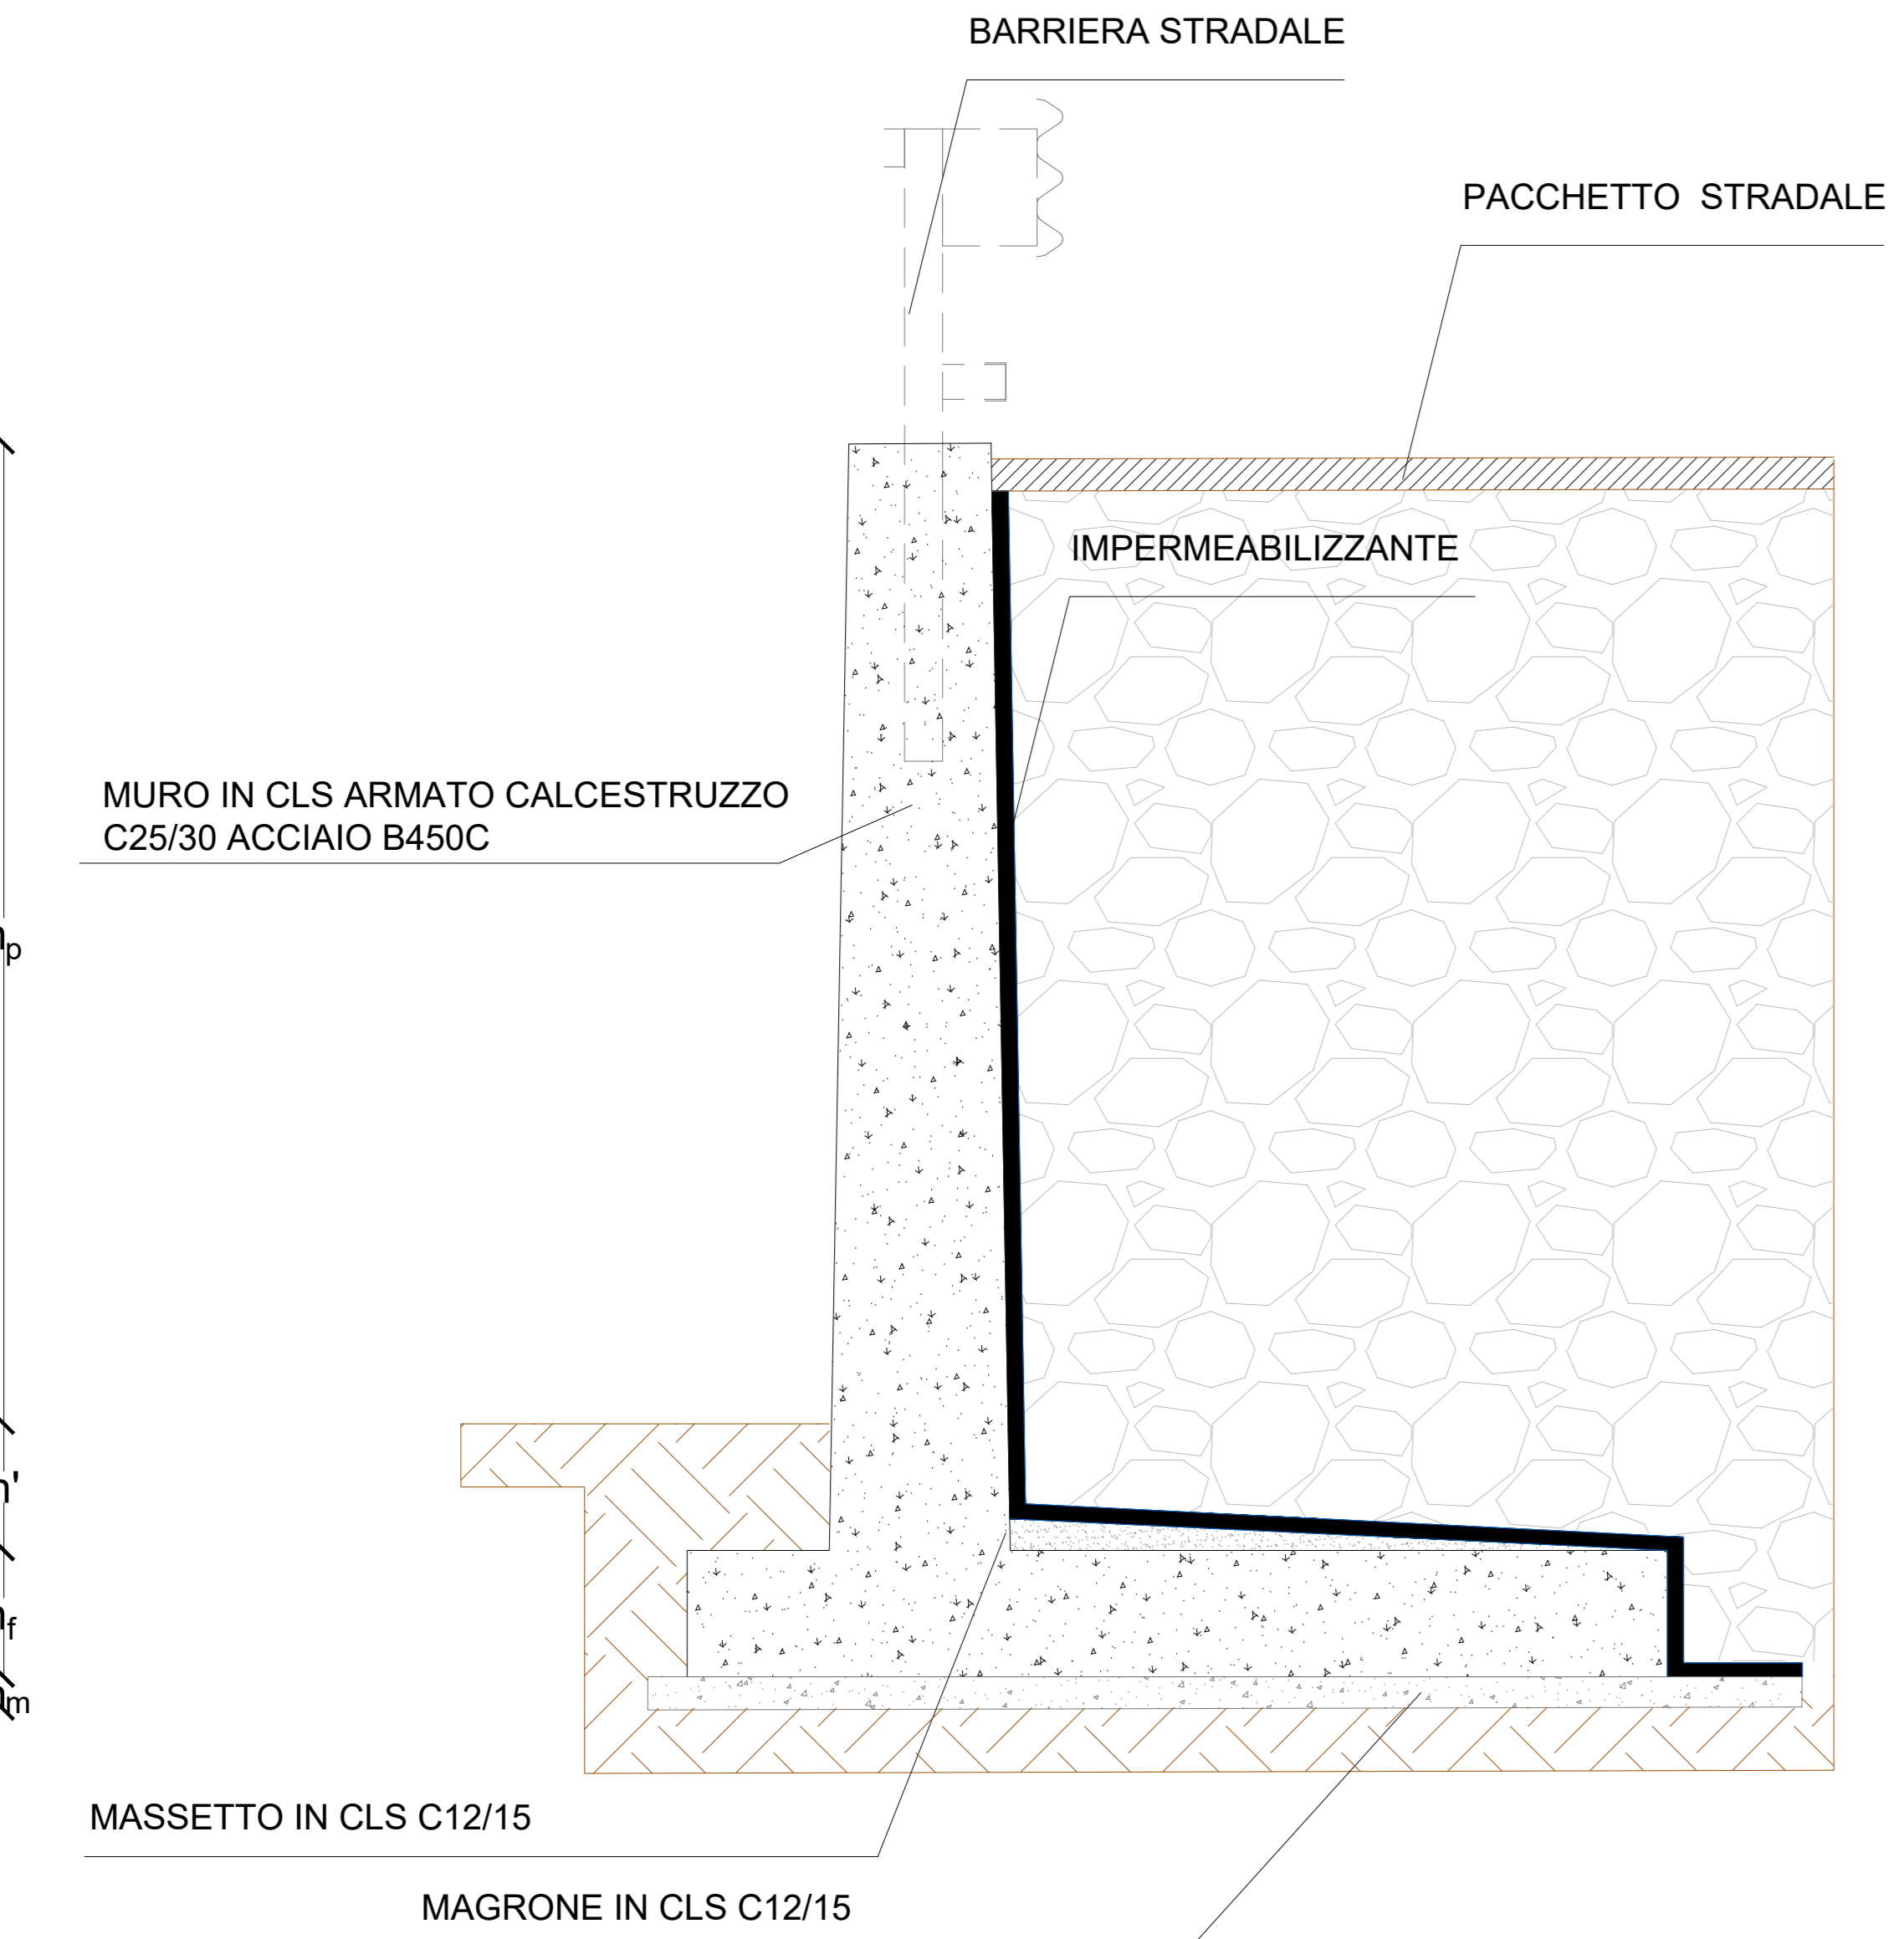 BARRIERA STRADALE
PACCHETTO  STRADALE
IMPERMEABILIZZANTE
MURO IN CLS ARMATO CALCESTRUZZO
C25/30 ACCIAIO B450C
MASSETTO IN CLS C12/15
MAGRONE IN CLS C12/15